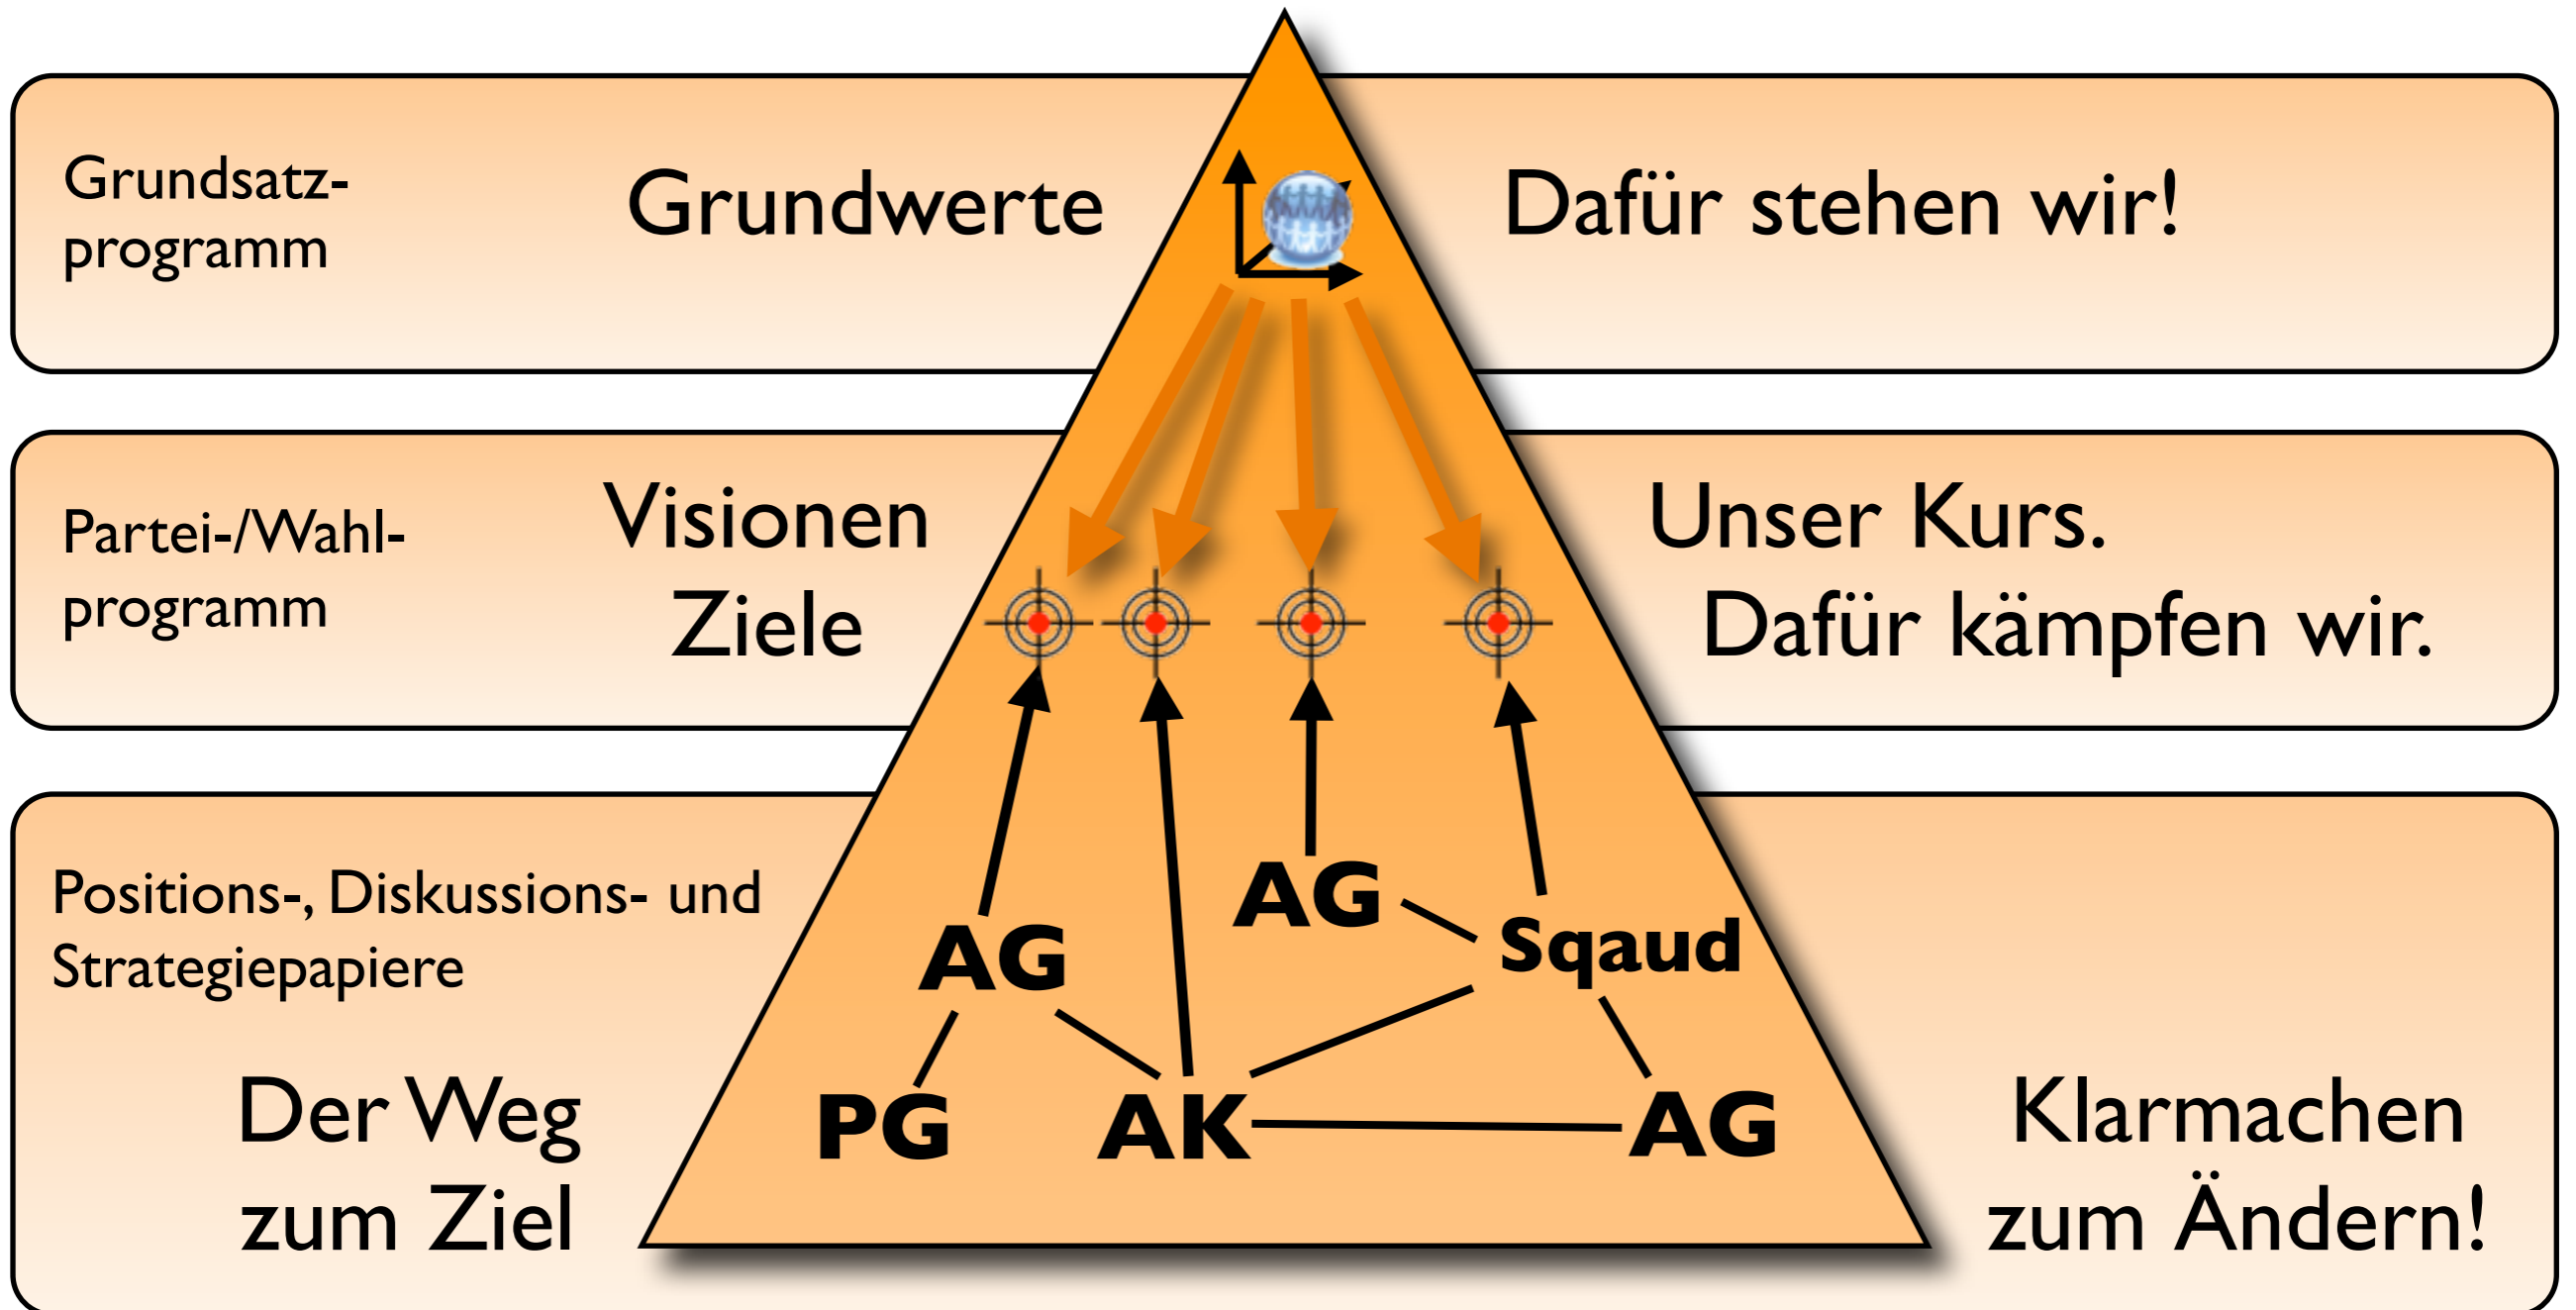 Grundsatz-
programm
Grundwerte
Dafür stehen wir!
Partei-/Wahl-
programm
Visionen
Ziele
Unser Kurs.
Dafür kämpfen wir.
Positions-, Diskussions- und
Strategiepapiere
Der Weg
zum Ziel
AG
AG
Sqaud
PG
AK
AG
Klarmachen
zum Ändern!